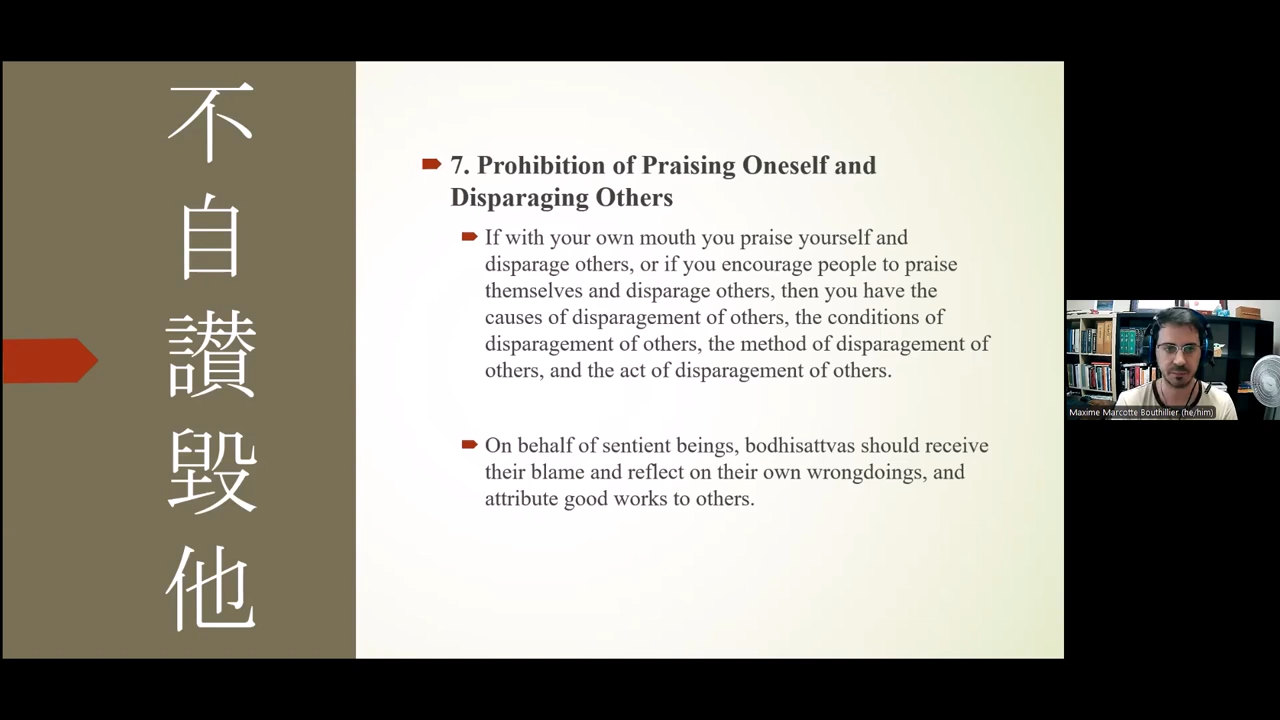 不自讃毀他
7. Prohibition of Praising Oneself and
Disparaging Others
If with your own mouth you praise yourself and
disparage others, or if you encourage people to praise
themselves and disparage others, then you have the
causes of disparagement of others, the conditions of
disparagement of others, the method of disparagement of
others, and the act of disparagement of others.
On behalf of sentient beings, bodhisattvas should receive
their blame and reflect on their own wrongdoings, and
attribute good works to others.
Maxime Marcotte Bouthillier (he/him)